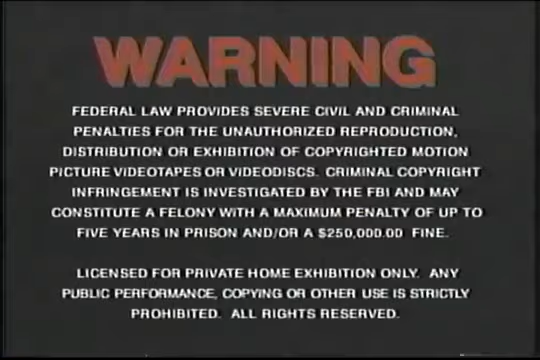 WARNING
FEDERAL LAW PROVIDES SEVERE CIVIL AND CRIMINAL
PENALTIES FOR THE UNAUTHORIZED REPRODUCTION,
DISTRIBUTION OR EXHIBITION OF COPYRIGHTED MOTION
PICTURE VIDEOTAPES OR VIDEODISCS. CRIMINAL COPYRIGHT
INFRINGEMENT IS INVESTIGATED BY THE FBI AND MAY
CONSTITUTE A FELONY WITH A MAXIMUM PENALTY OF UP TO
FIVE YEARS IN PRISON AND/OR A $250,000.00 FINE.
LICENSED FOR PRIVATE HOME EXHIBITION ONLY. ANY
PUBLIC PERFORMANCE, COPYING OR OTHER USE IS STRICTLY
PROHIBITED. ALL RIGHTS RESERVED.